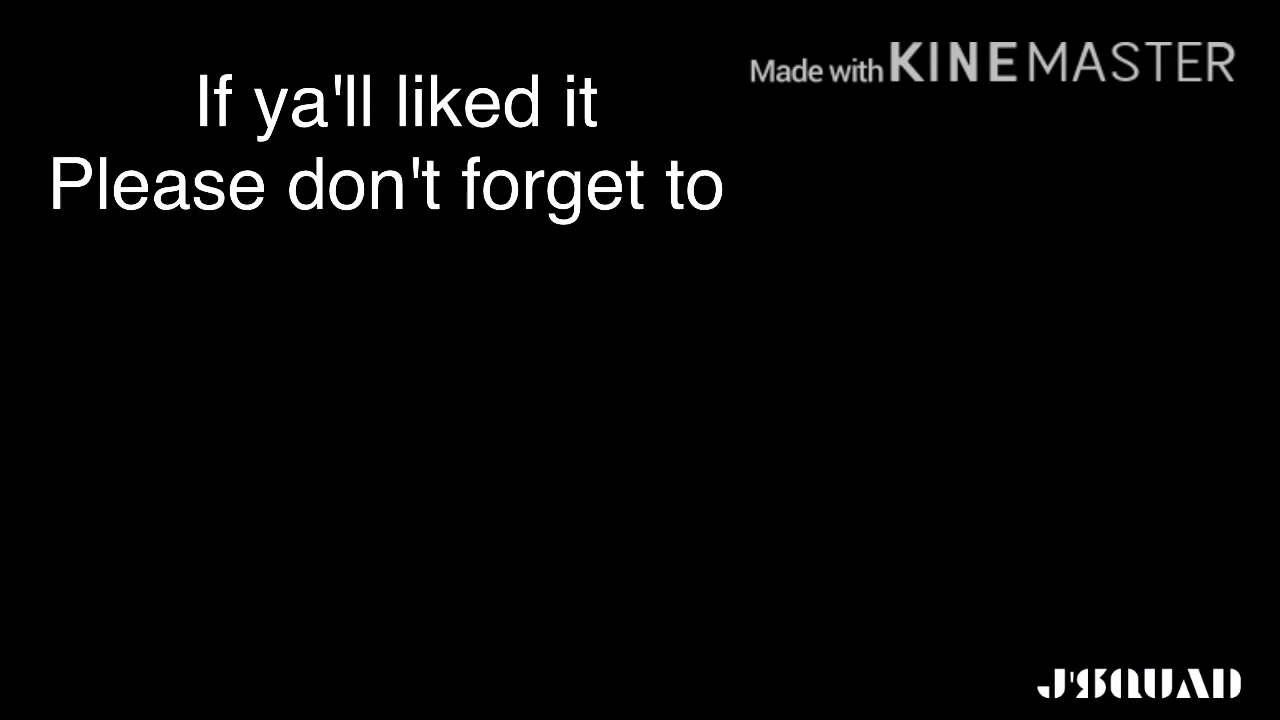 Made with KINEMASTER
If ya'll liked it
Please don't forget to
J'SQUAD